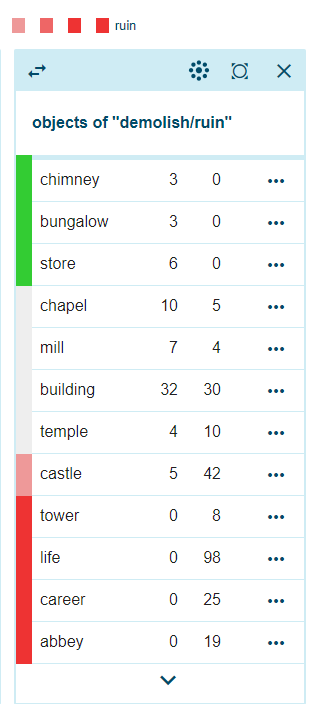 ruin
objects of "demolish/ruin"
chimney 3 0
bungalow 3 0
store 6 0
chapel 10 5
mill 7 4
building 32 30
temple 4 10
castle 5 42
tower 0 8
life 0 98
career 0 25
abbey 0 19